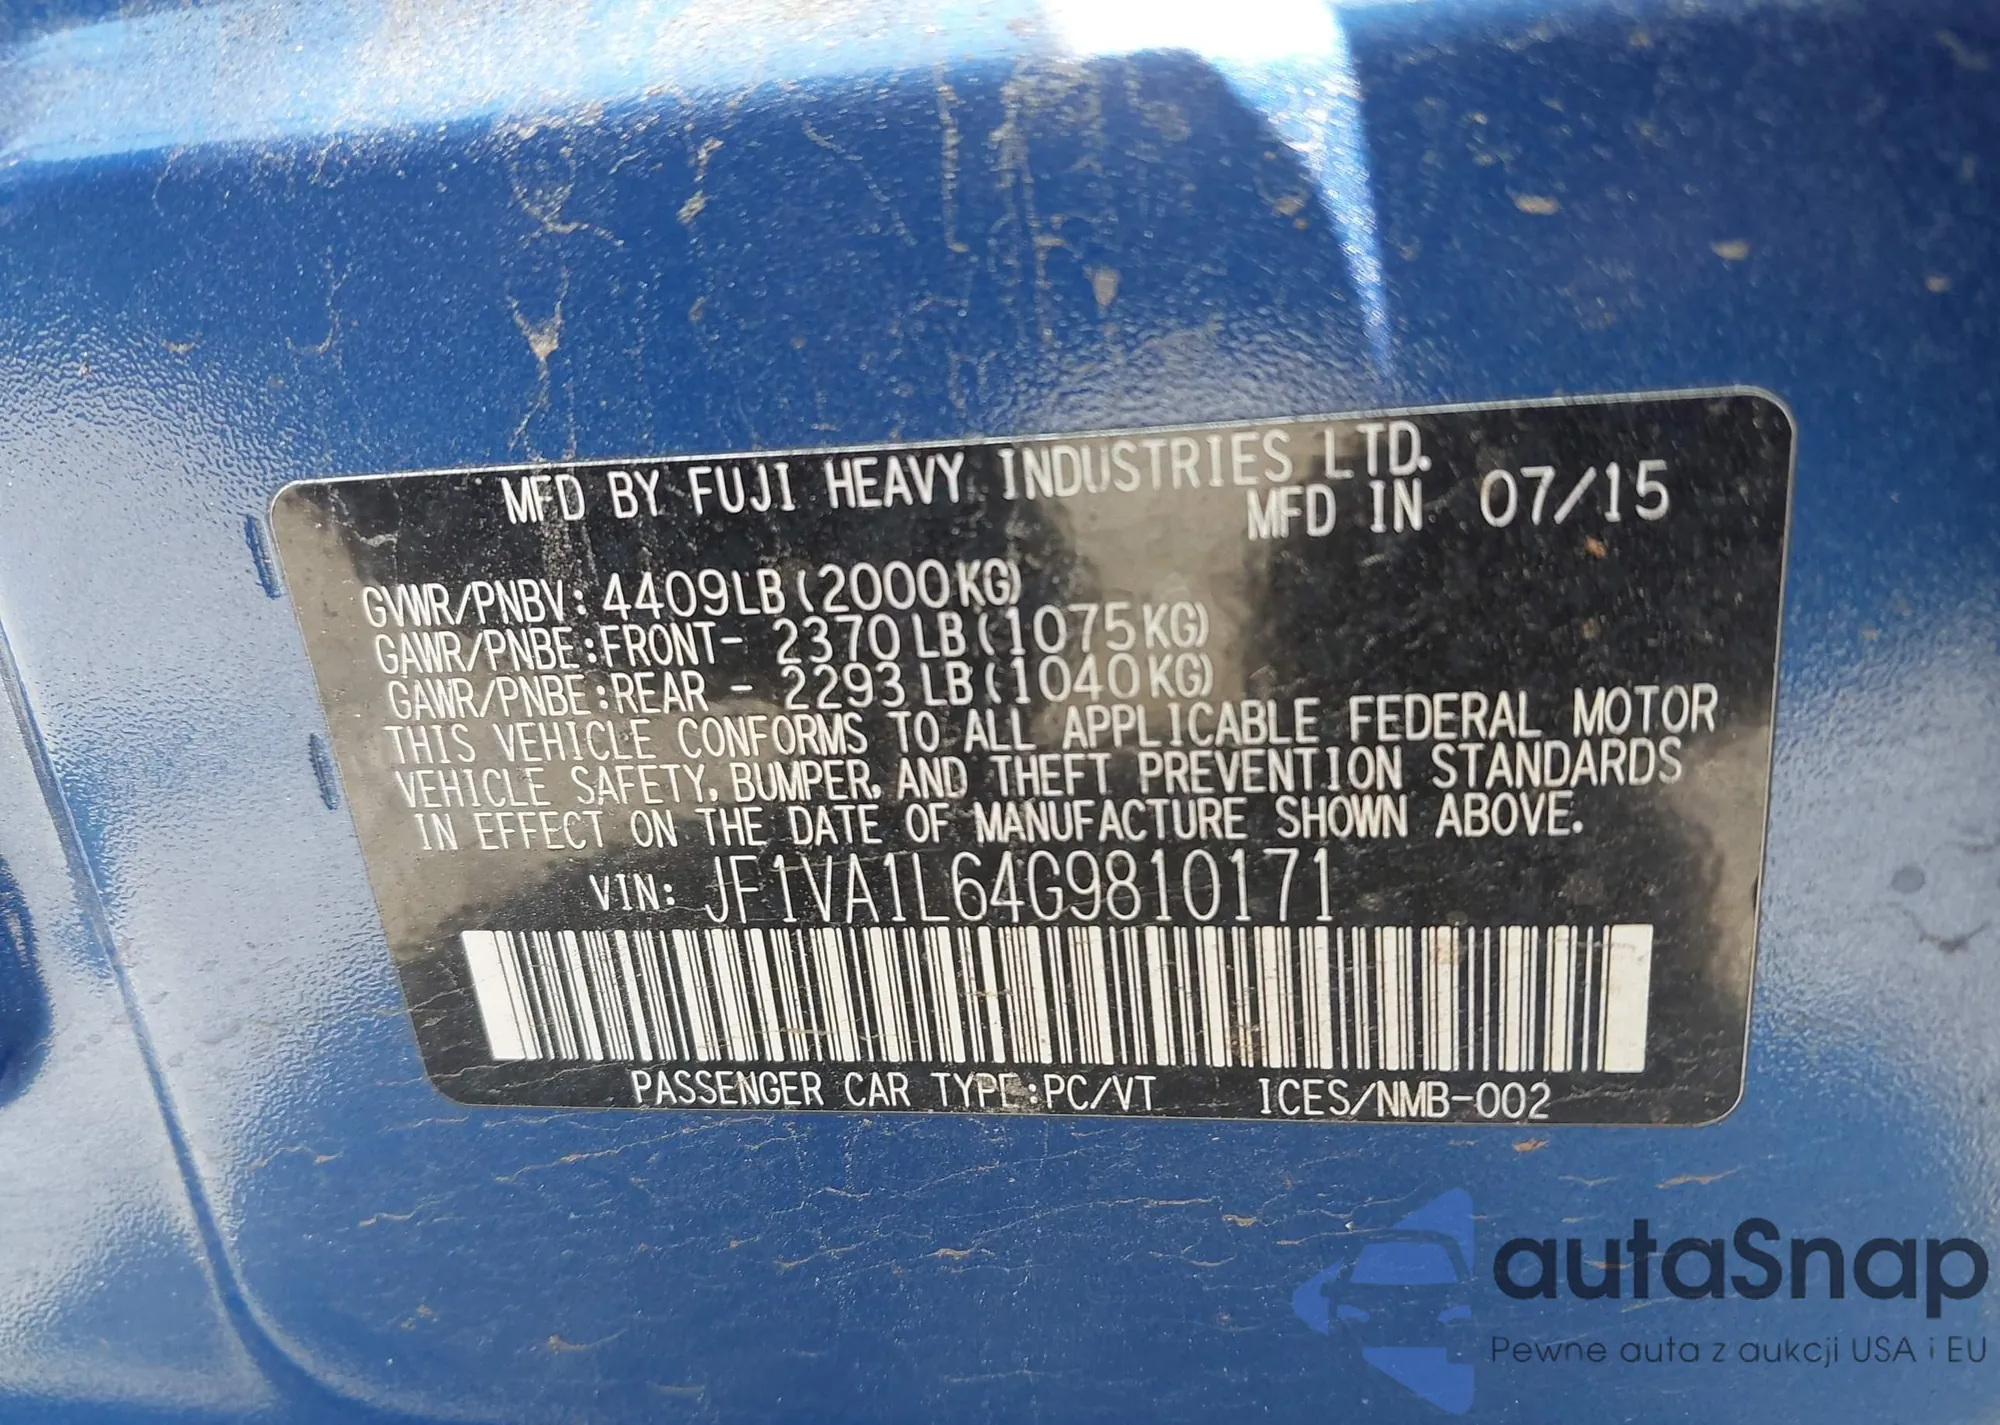 MFD BY FUJI HEAVY INDUSTRIES LTD.
MFD IN 07/15
GVWR/PNBV: 4409LB(2000KG)
GAWR/PNBE:FRONT- 2370LB(1075KG)
GAWR/PNBE:REAR - 2293LB(1040KG)
THIS VEHICLE CONFORMS TO ALL APPLICABLE FEDERAL MOTOR
VEHICLE SAFETY, BUMPER, AND THEFT PREVENTION STANDARDS
IN EFFECT ON THE DATE OF MANUFACTURE SHOWN ABOVE.
VIN: JF1VA1L64G9810171
PASSENGER CAR TYPE:PC/VT ICES/NMB-002
autaSnap
Pewne auta z aukcji USA i EU